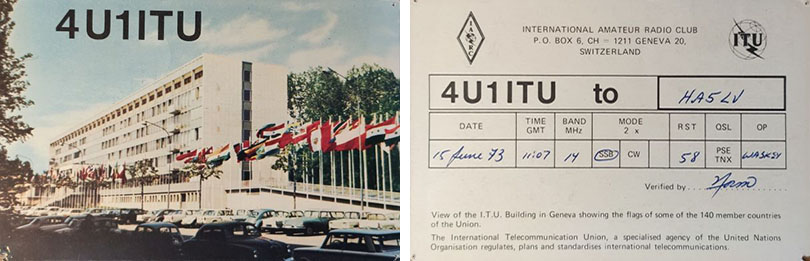 4U1ITU
IARC
INTERNATIONAL AMATEUR RADIO CLUB
P.O. BOX 6, CH = 1211 GENEVA 20,
SWITZERLAND
ITU
4U1ITU to HA5LV
DATE TIME GMT BAND MHz MODE 2 x RST QSL OP
15 June 73 11:07 14 SSB CW 58 PSE TNX
Verified by Norm
View of the I.T.U. Building in Geneva showing the flags of some of the 140 member countries
of the Union.
The International Telecommunication Union, a specialised agency of the United Nations
Organisation regulates, plans and standardises international telecommunications.